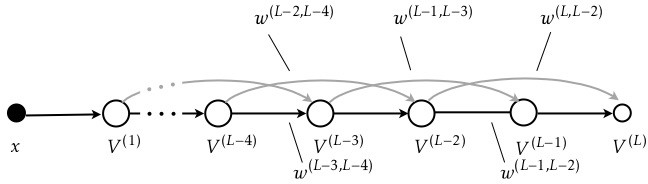 w^(L−2,L−4) w^(L−1,L−3) w^(L,L−2)
x V^(1) V^(L−4) V^(L−3) V^(L−2) V^(L−1) V^(L)
w^(L−3,L−4) w^(L−1,L−2)